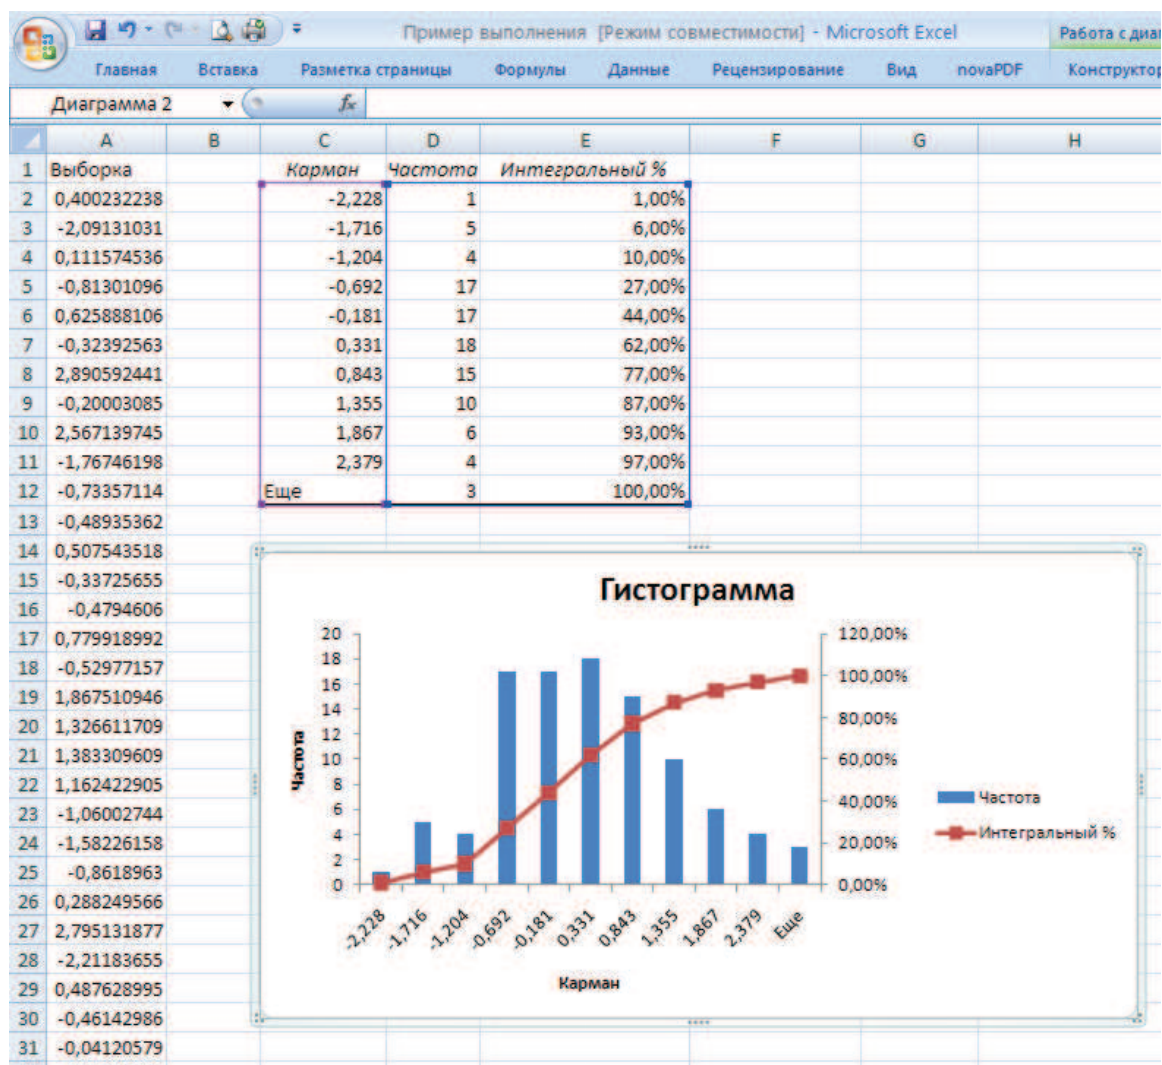 Пример выполнения [Режим совместимости] - Microsoft Excel
Работа с диаг
Главная Вставка Разметка страницы Формулы Данные Рецензирование Вид novaPDF Конструктор
Диаграмма 2 fx
A B C D E F G H
1 Выборка Карман Частота Интегральный %
2 0,400232238 -2,228 1 1,00%
3 -2,09131031 -1,716 5 6,00%
4 0,111574536 -1,204 4 10,00%
5 -0,81301096 -0,692 17 27,00%
6 0,625888106 -0,181 17 44,00%
7 -0,32392563 0,331 18 62,00%
8 2,890592441 0,843 15 77,00%
9 -0,20003085 1,355 10 87,00%
10 2,567139745 1,867 6 93,00%
11 -1,76746198 2,379 4 97,00%
12 -0,73357114 Еще 3 100,00%
13 -0,48935362
14 0,507543518
15 -0,33725655
16 -0,4794606
17 0,779918992
18 -0,52977157
19 1,867510946
20 1,326611709
21 1,383309609
22 1,162422905
23 -1,06002744
24 -1,58226158
25 -0,8618963
26 0,288249566
27 2,795131877
28 -2,21183655
29 0,487628995
30 -0,46142986
31 -0,04120579
Гистограмма
Частота
20
18
16
14
12
10
8
6
4
2
0
120,00%
100,00%
80,00%
60,00%
40,00%
20,00%
0,00%
-2,228 -1,716 -1,204 -0,692 -0,181 0,331 0,843 1,355 1,867 2,379 Еще
Карман
Частота
Интегральный %